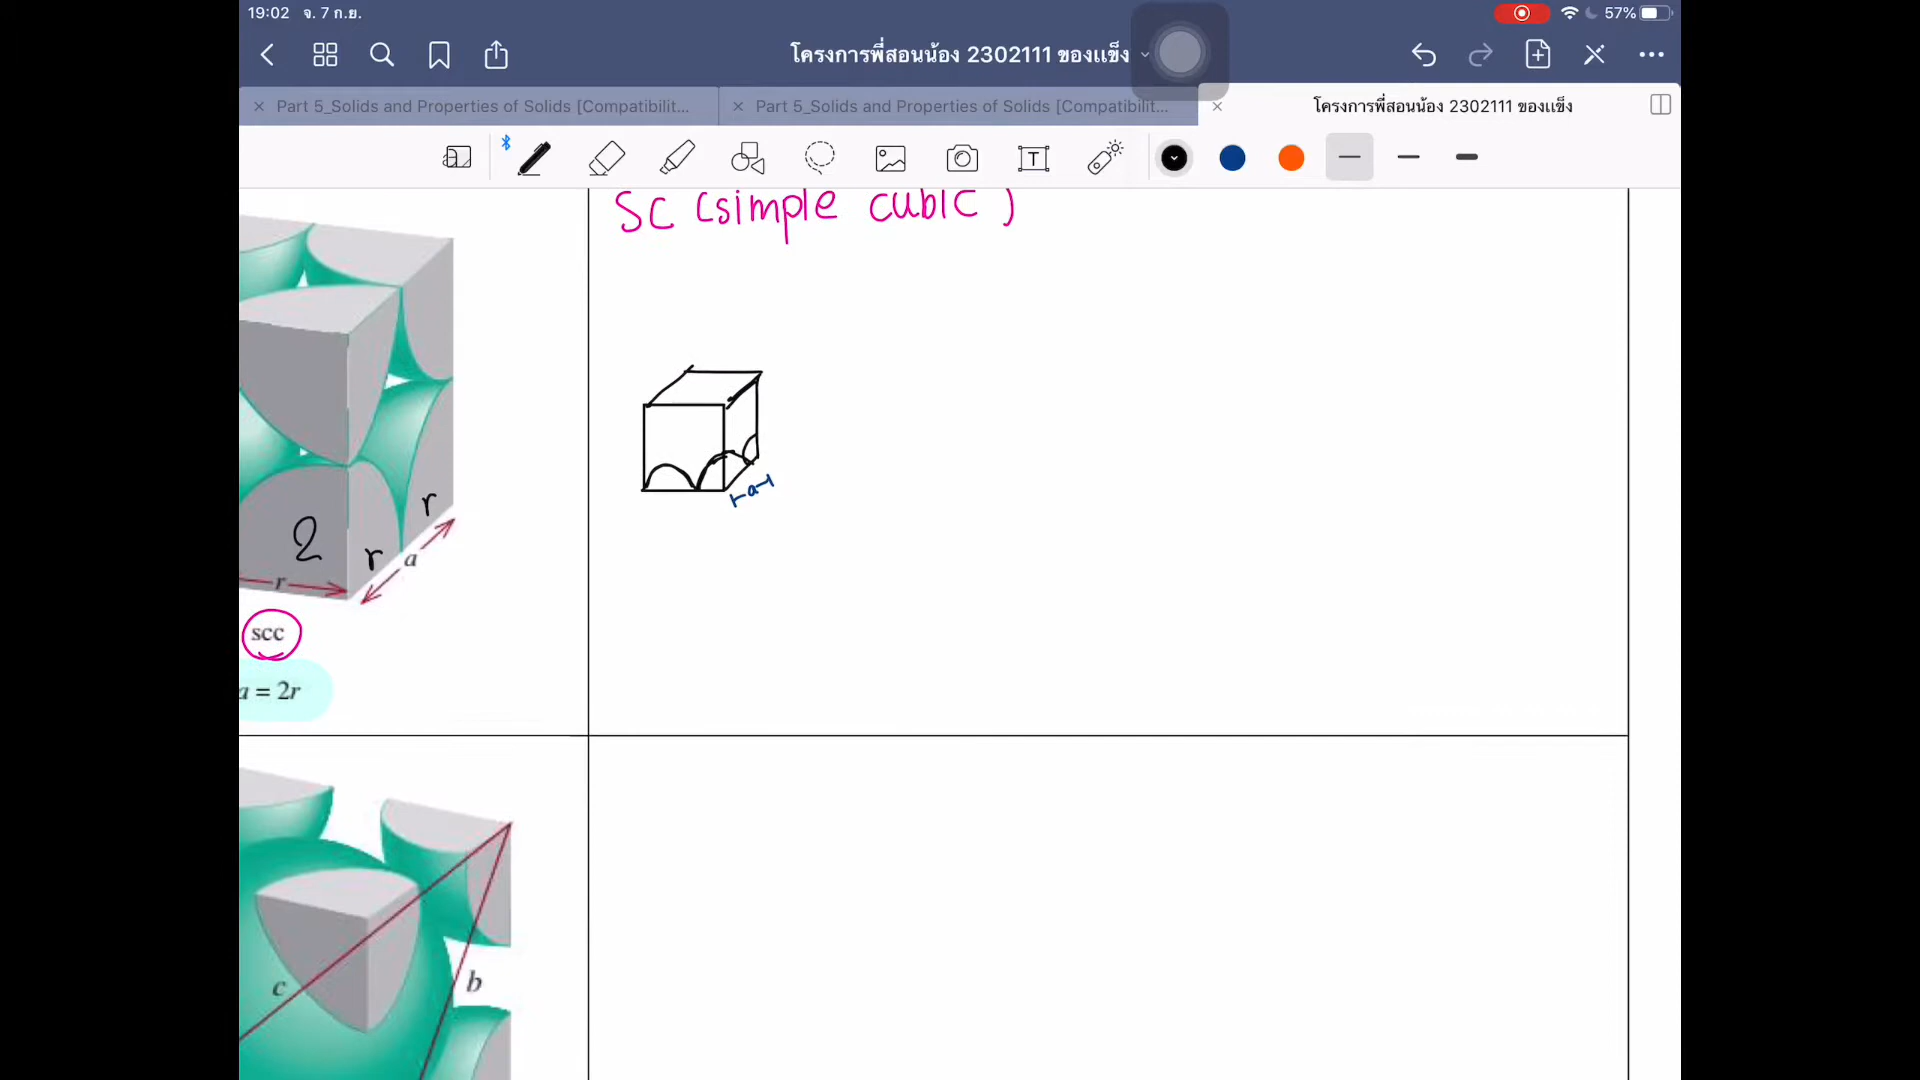 19:02 จ. 7 ก.ย. 57%
โครงการพี่สอนน้อง 2302111 ของแข็ง
Part 5_Solids and Properties of Solids [Compatibilit...
Part 5_Solids and Properties of Solids [Compatibilit...
โครงการพี่สอนน้อง 2302111 ของแข็ง
SC (simple cubic)
a
r
2
r
a
r
scc
a = 2r
c
b